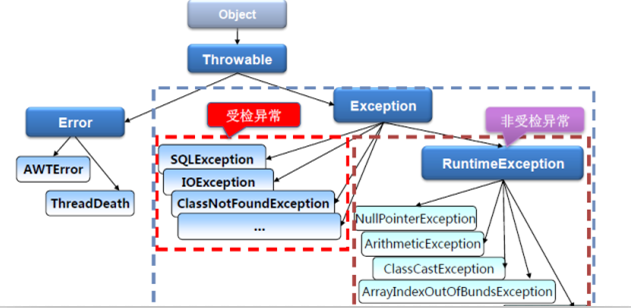 Object
Throwable
受检异常
Exception
非受检异常
Error
SQLException
RuntimeException
AWTError
IOException
ThreadDeath
ClassNotFoundException
...
NullPointerException
ArithmeticException
ClassCastException
ArrayIndexOutOfBundsException